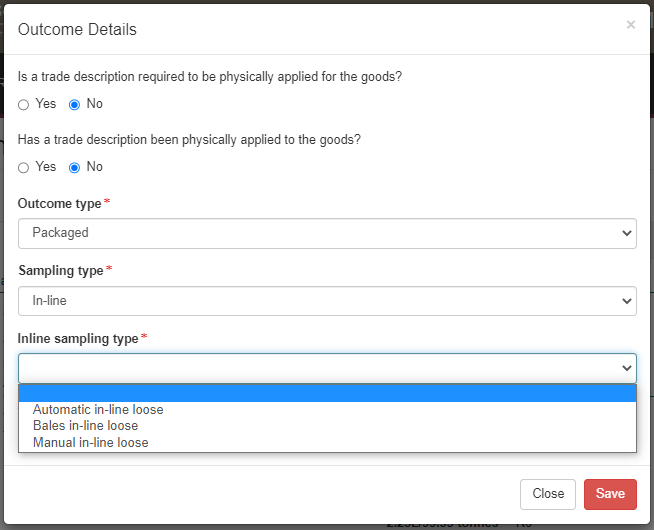 Outcome Details
×
Is a trade description required to be physically applied for the goods?
Yes No
Has a trade description been physically applied to the goods?
Yes No
Outcome type*
Packaged
Sampling type*
In-line
Inline sampling type*
Automatic in-line loose
Bales in-line loose
Manual in-line loose
Close Save